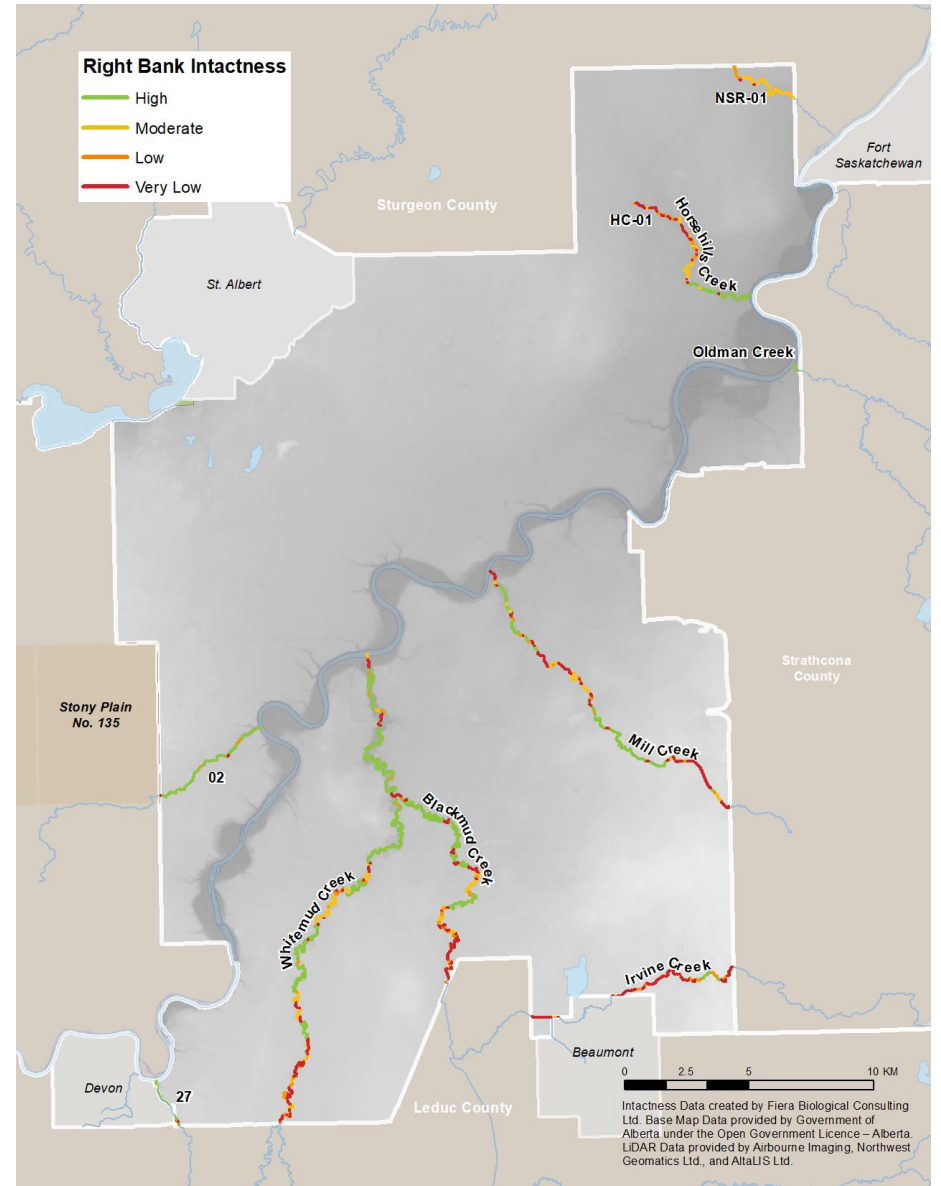 Right Bank Intactness
High
Moderate
Low
Very Low
NSR-01
Fort
Saskatchewan
Sturgeon County
HC-01
Horsehills Creek
St. Albert
Oldman Creek
Strathcona
County
Stony Plain
No. 135
Mill Creek
02
Blackmud Creek
Whitemud Creek
Irvine Creek
Beaumont
Devon
27
Leduc County
0 2.5 5 10 KM
Intactness Data created by Fiera Biological Consulting
Ltd. Base Map Data provided by Government of
Alberta under the Open Government Licence – Alberta.
LiDAR Data provided by Airbourne Imaging, Northwest
Geomatics Ltd., and AltaLIS Ltd.